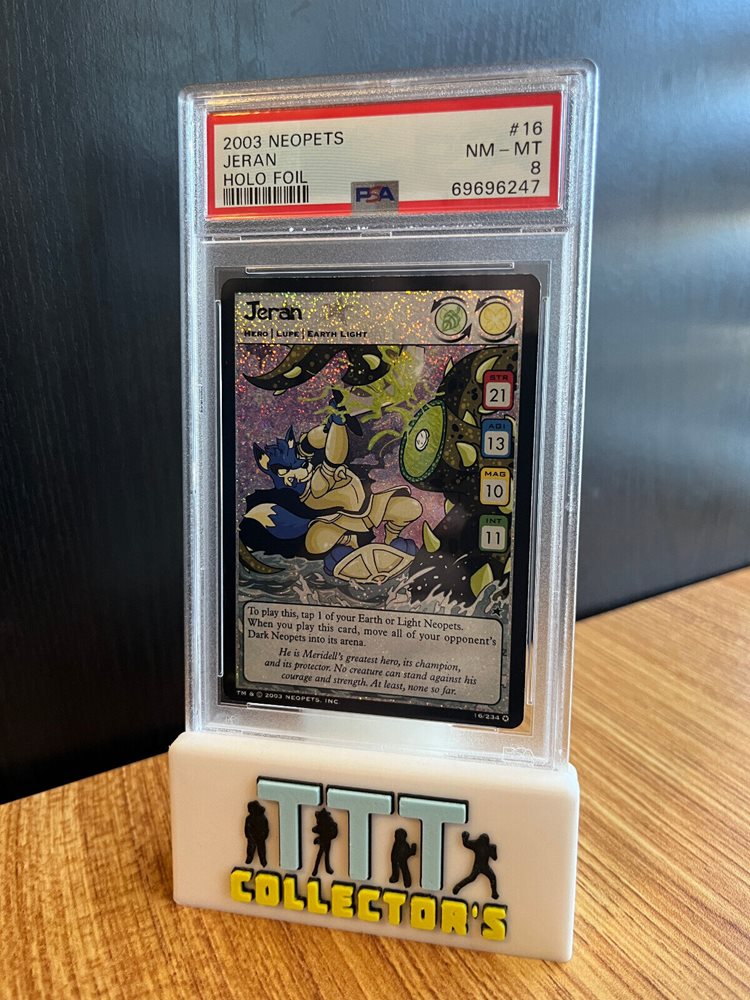 2003 NEOPETS #16
JERAN NM - MT
HOLO FOIL 8
PSA 69696247
Jeran
HERO | LUPE | EARTH LIGHT
STR
21
AGI
13
MAG
10
INT
11
To play this, tap 1 of your Earth or Light Neopets.
When you play this card, move all of your opponent's
Dark Neopets into its arena.
He is Meridell's greatest hero, its champion,
and its protector. No creature can stand against his
courage and strength. At least, none so far.
TM & © 2003 NEOPETS, INC 16/234
PSA
TTT
COLLECTOR'S